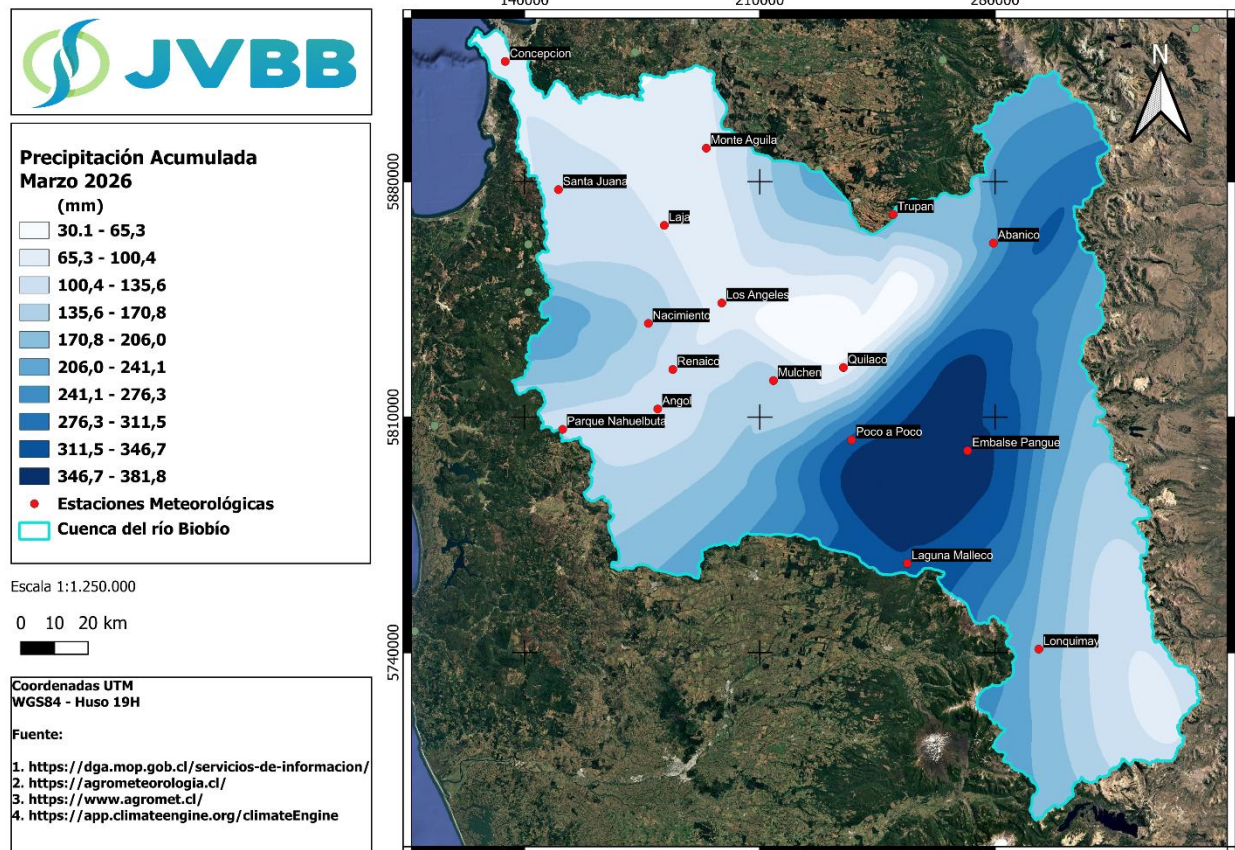 JVBB
Precipitación Acumulada
Marzo 2026
(mm)
30.1 - 65,3
65,3 - 100,4
100,4 - 135,6
135,6 - 170,8
170,8 - 206,0
206,0 - 241,1
241,1 - 276,3
276,3 - 311,5
311,5 - 346,7
346,7 - 381,8
Estaciones Meteorológicas
Cuenca del río Biobío
Escala 1:1.250.000
0 10 20 km
Coordenadas UTM
WGS84 - Huso 19H
Fuente:
1. https://dga.mop.gob.cl/servicios-de-informacion/
2. https://agrometeorologia.cl/
3. https://www.agromet.cl/
4. https://app.climateengine.org/climateEngine
140000 210000 280000
5880000
5810000
5740000
N
Concepcion
Monte Aguila
Santa Juana
Trupan
Laja
Abanico
Los Angeles
Nacimiento
Quilaco
Renaico
Mulchen
Angol
Parque Nahuelbuta
Poco a Poco
Embalse Pangue
Laguna Malleco
Lonquimay